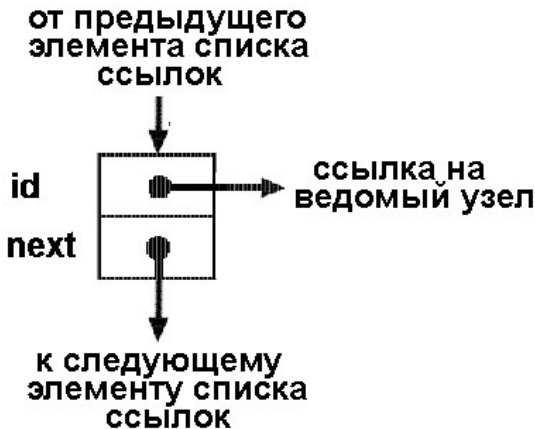 от предыдущего
элемента списка
ссылок
id
ссылка на
ведомый узел
next
к следующему
элементу списка
ссылок